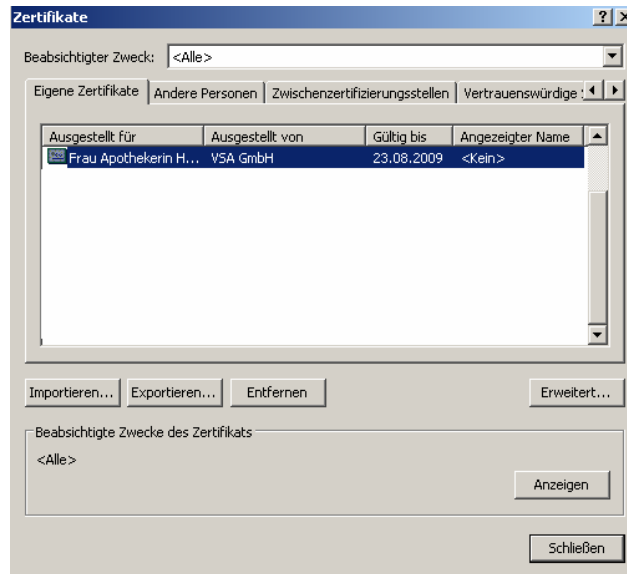 Zertifikate
Beabsichtigter Zweck: <Alle>
Eigene Zertifikate Andere Personen Zwischenzertifizierungsstellen Vertrauenswürdige
Ausgestellt für Ausgestellt von Gültig bis Angezeigter Name
Frau Apothekerin H... VSA GmbH 23.08.2009 <Kein>
Importieren... Exportieren... Entfernen Erweitert...
Beabsichtigte Zwecke des Zertifikats
<Alle>
Anzeigen
Schließen